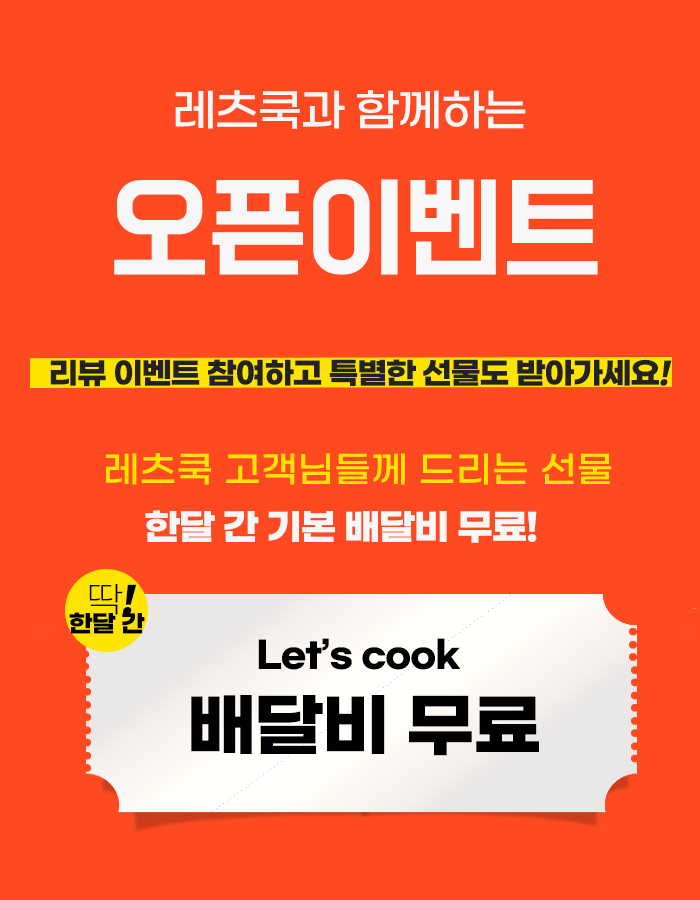 레츠쿡과 함께하는
오픈이벤트
리뷰 이벤트 참여하고 특별한 선물도 받아가세요!
레츠쿡 고객님들께 드리는 선물
한달 간 기본 배달비 무료!
딱!
한달 간
Let's cook
배달비 무료